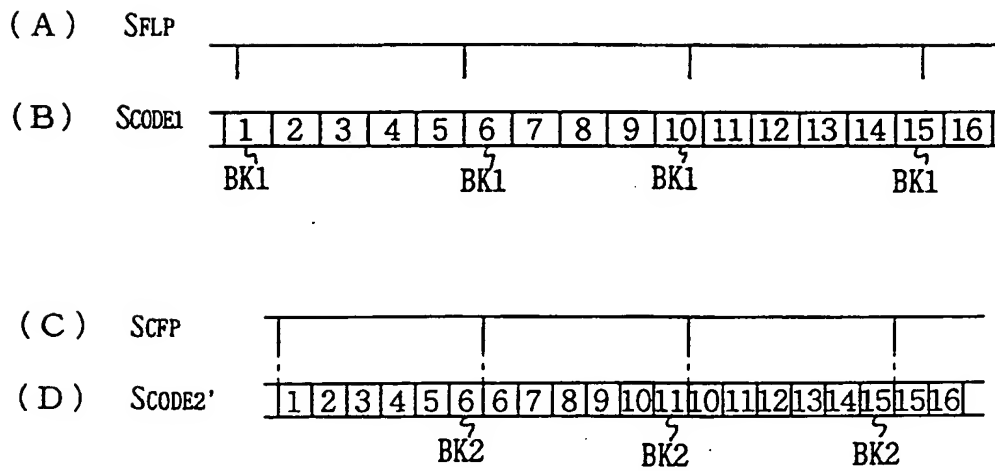 (A) SFLP
(B) SCODE1 1 2 3 4 5 6 7 8 9 10 11 12 13 14 15 16
BK1 BK1 BK1 BK1
(C) SCFP
(D) SCODE2' 1 2 3 4 5 6 6 7 8 9 10 11 10 11 12 13 14 15 15 16
BK2 BK2 BK2